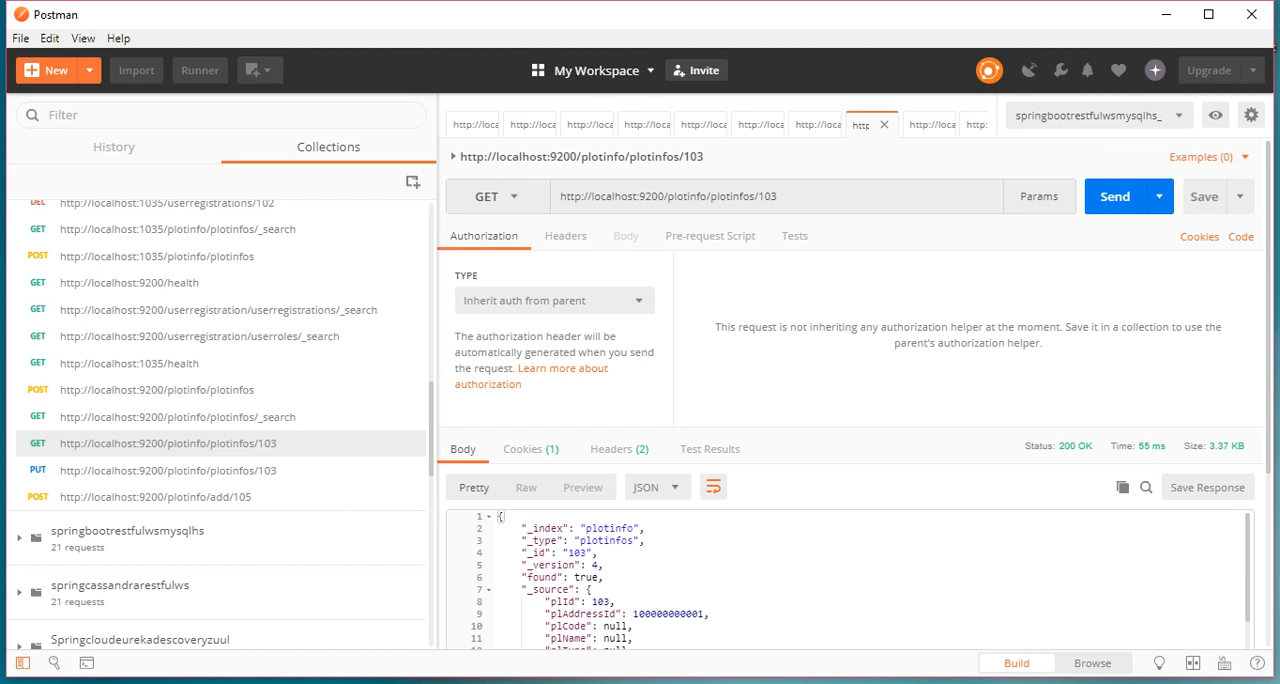 Postman
File Edit View Help
New Import Runner My Workspace Invite Upgrade
Filter
History Collections
DEL http://localhost:1035/userregistrations/102
GET http://localhost:1035/plotinfo/plotinfos/_search
POST http://localhost:1035/plotinfo/plotinfos
GET http://localhost:9200/health
GET http://localhost:9200/userregistration/userregistrations/_search
GET http://localhost:9200/userregistration/userroles/_search
GET http://localhost:1035/health
POST http://localhost:9200/plotinfo/plotinfos
GET http://localhost:9200/plotinfo/plotinfos/_search
GET http://localhost:9200/plotinfo/plotinfos/103
PUT http://localhost:9200/plotinfo/plotinfos/103
POST http://localhost:9200/plotinfo/add/105
springbootrestfulwsmysqlhs
21 requests
springcassandrarestfulws
21 requests
Springcloudeurekadescoveryzuul
http://loca http://loca http://loca http://loca http://loca http://loca http://loca http http://loca http:
springbootrestfulwsmysqlhs_
http://localhost:9200/plotinfo/plotinfos/103 Examples (0)
GET http://localhost:9200/plotinfo/plotinfos/103 Params Send Save
Authorization Headers Body Pre-request Script Tests Cookies Code
TYPE
Inherit auth from parent
The authorization header will be
automatically generated when you send
the request. Learn more about
authorization
This request is not inheriting any authorization helper at the moment. Save it in a collection to use the
parent's authorization helper.
Body Cookies (1) Headers (2) Test Results Status: 200 OK Time: 55 ms Size: 3.37 KB
Pretty Raw Preview JSON Save Response
1 {
2 "_index": "plotinfo",
3 "_type": "plotinfos",
4 "_id": "103",
5 "_version": 4,
6 "found": true,
7 "_source": {
8 "plId": 103,
9 "plAddressId": 100000000001,
10 "plCode": null,
11 "plName": null,
Build Browse